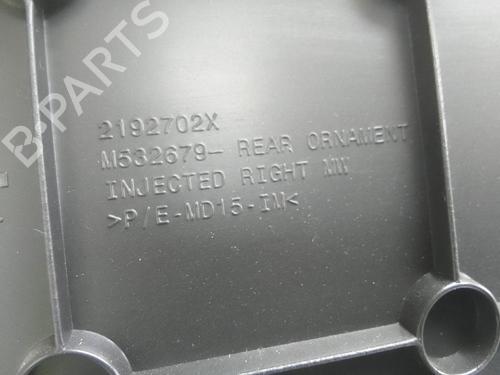 2192702X
M532679- REAR ORNAMENT
INJECTED RIGHT MW
>P/E-MD15-IM<
B-PARTS